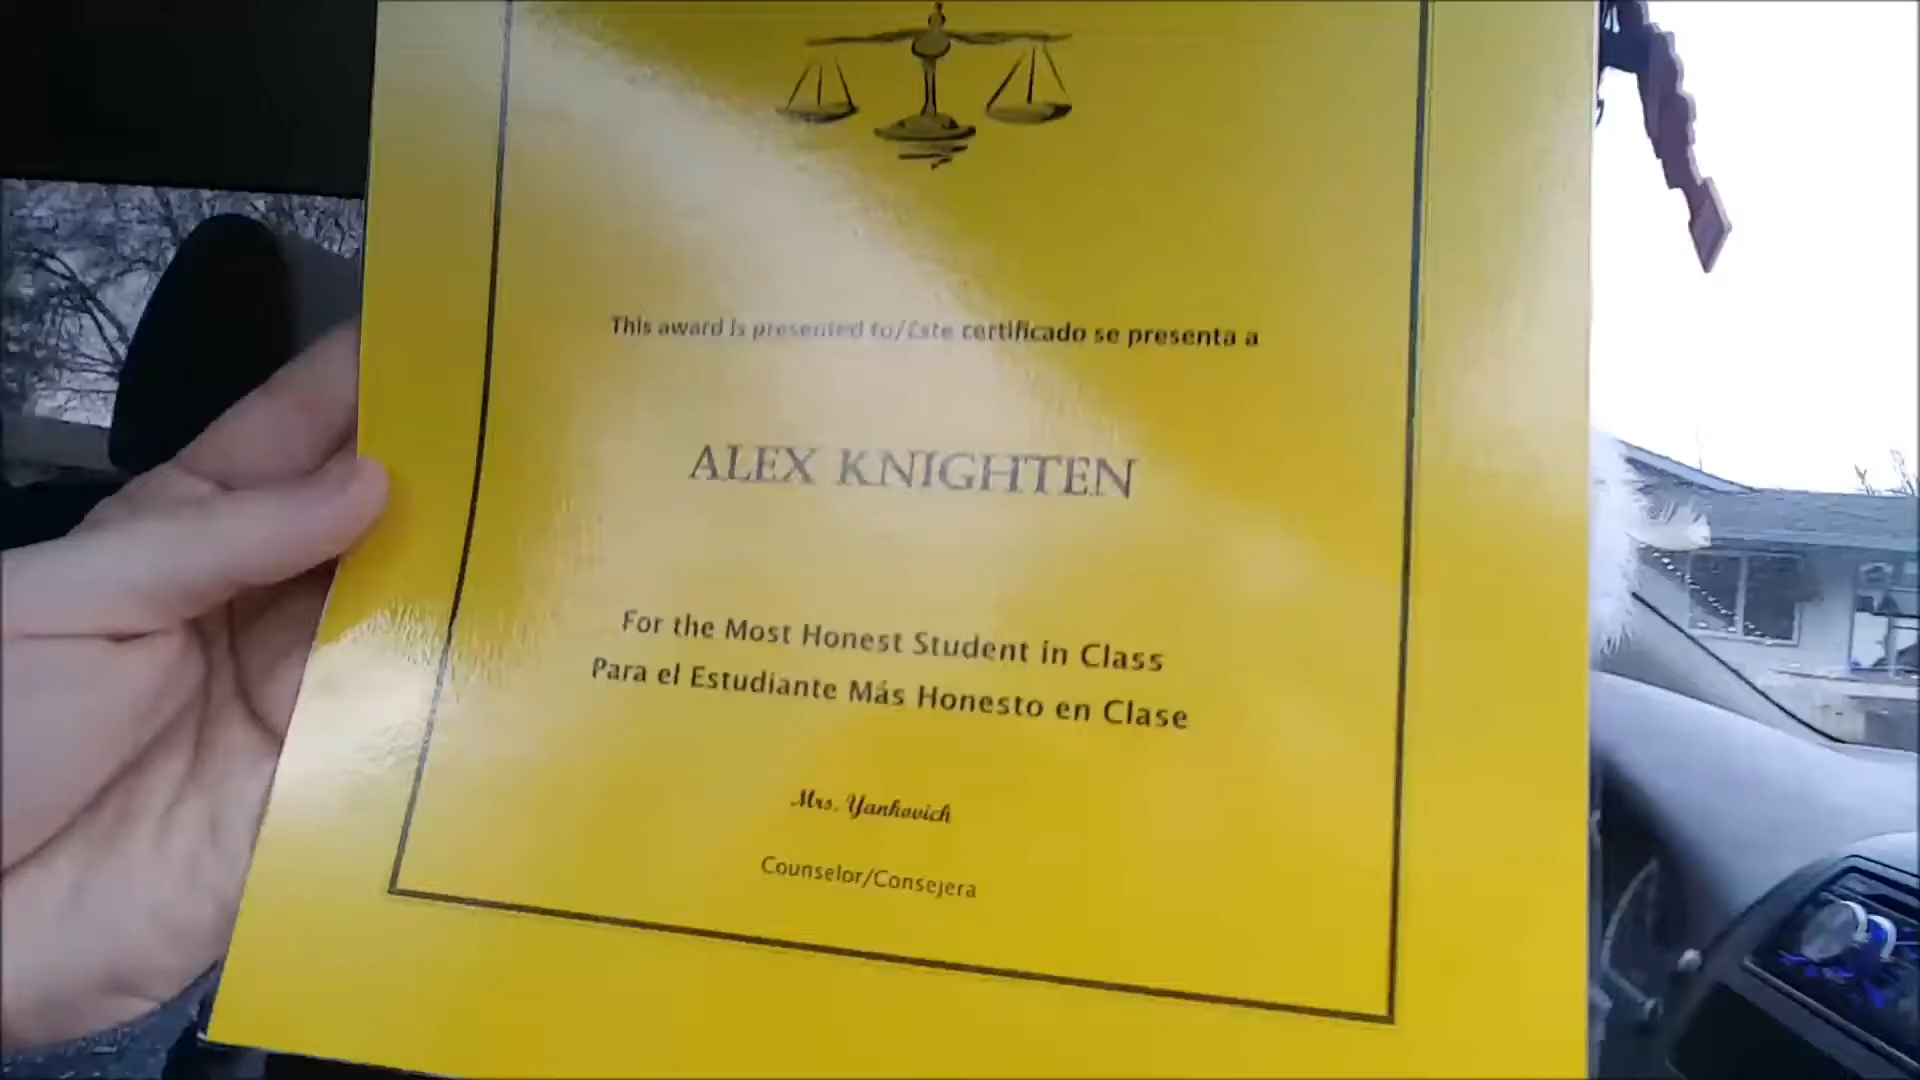 This award is presented to/Este certificado se presenta a
ALEX KNIGHTEN
For the Most Honest Student in Class
Para el Estudiante Más Honesto en Clase
Mrs. Yankovich
Counselor/Consejera